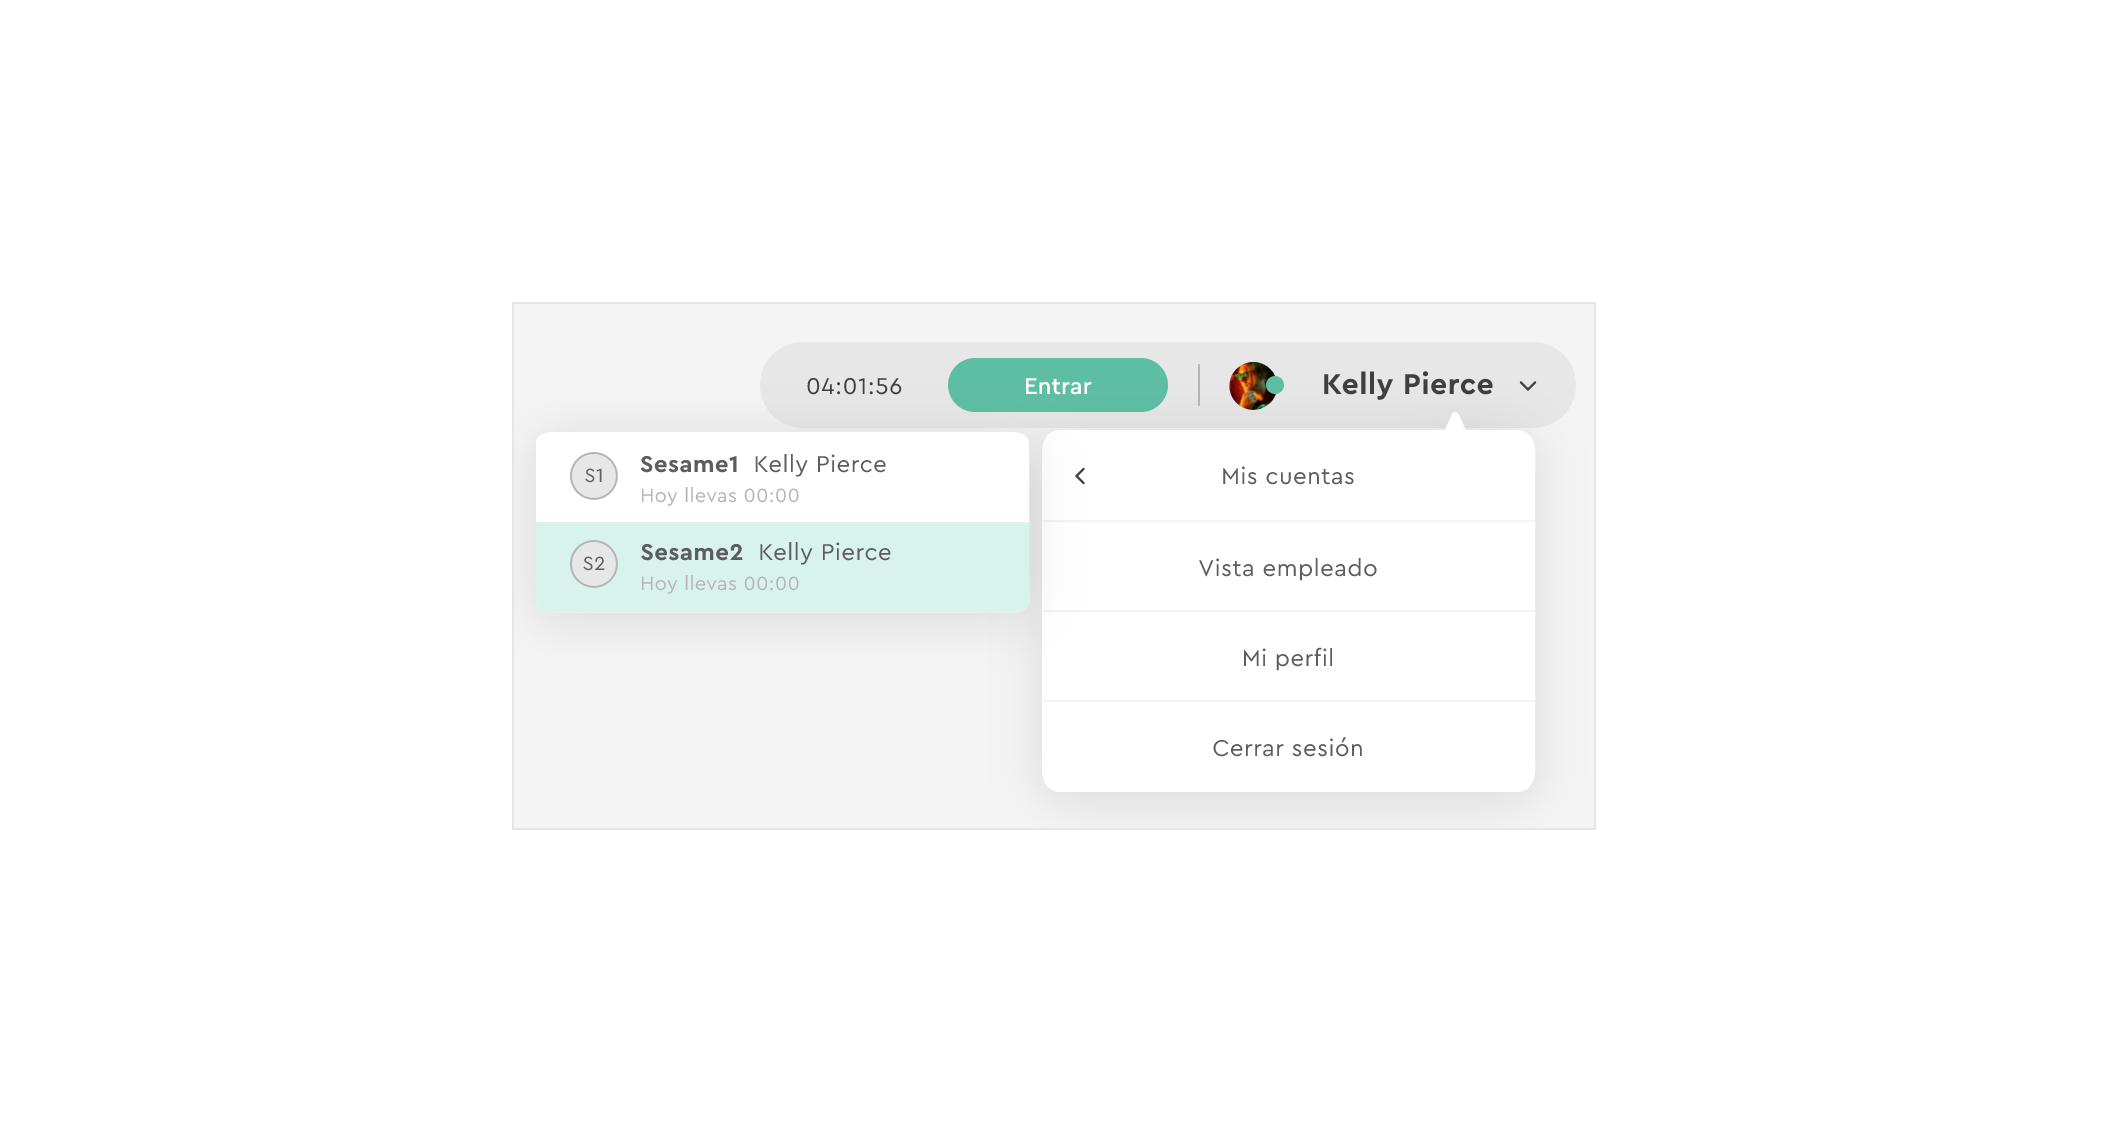 04:01:56 Entrar Kelly Pierce
S1 Sesame1 Kelly Pierce
Hoy llevas 00:00
S2 Sesame2 Kelly Pierce
Hoy llevas 00:00
Mis cuentas
Vista empleado
Mi perfil
Cerrar sesión